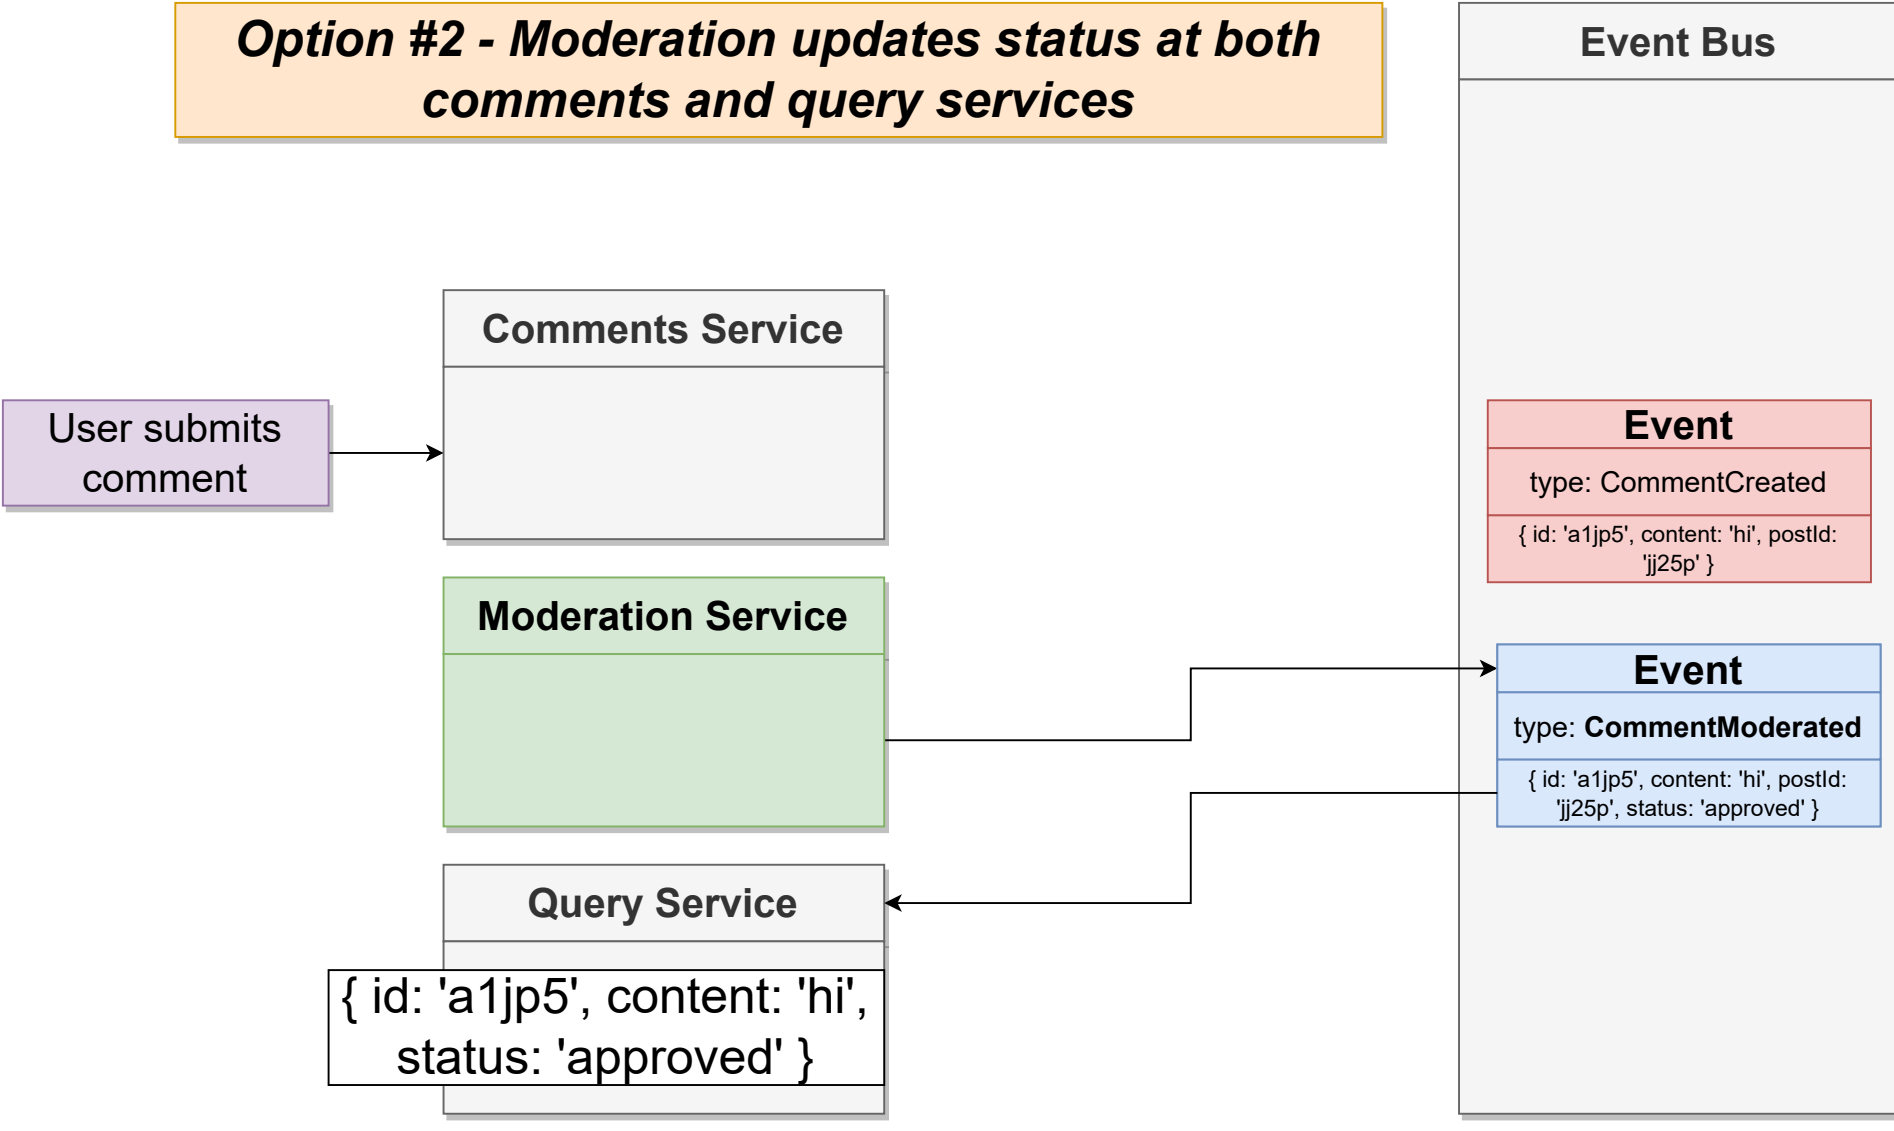 Option #2 - Moderation updates status at both
comments and query services
Event Bus
Comments Service
User submits
comment
Event
type: CommentCreated
{ id: 'a1jp5', content: 'hi', postId:
'jj25p' }
Moderation Service
Event
type: CommentModerated
{ id: 'a1jp5', content: 'hi', postId:
'jj25p', status: 'approved' }
Query Service
{ id: 'a1jp5', content: 'hi',
status: 'approved' }